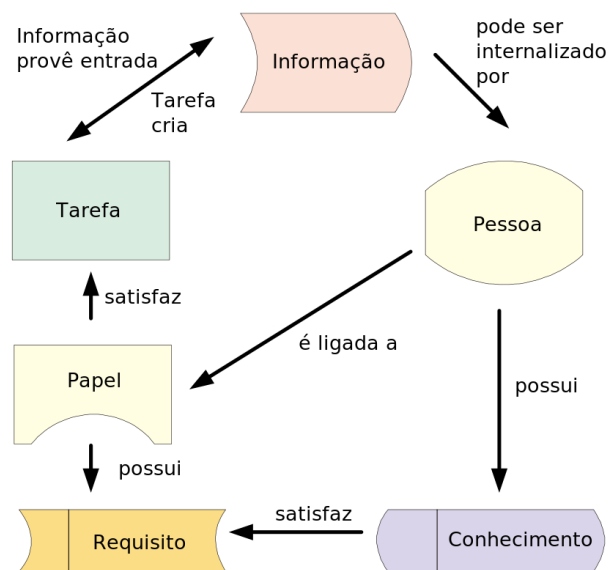 Informação
provê entrada
Informação
pode ser
internalizado
por
Tarefa
cria
Tarefa
Pessoa
satisfaz
é ligada a
Papel
possui
possui
satisfaz
Requisito
Conhecimento